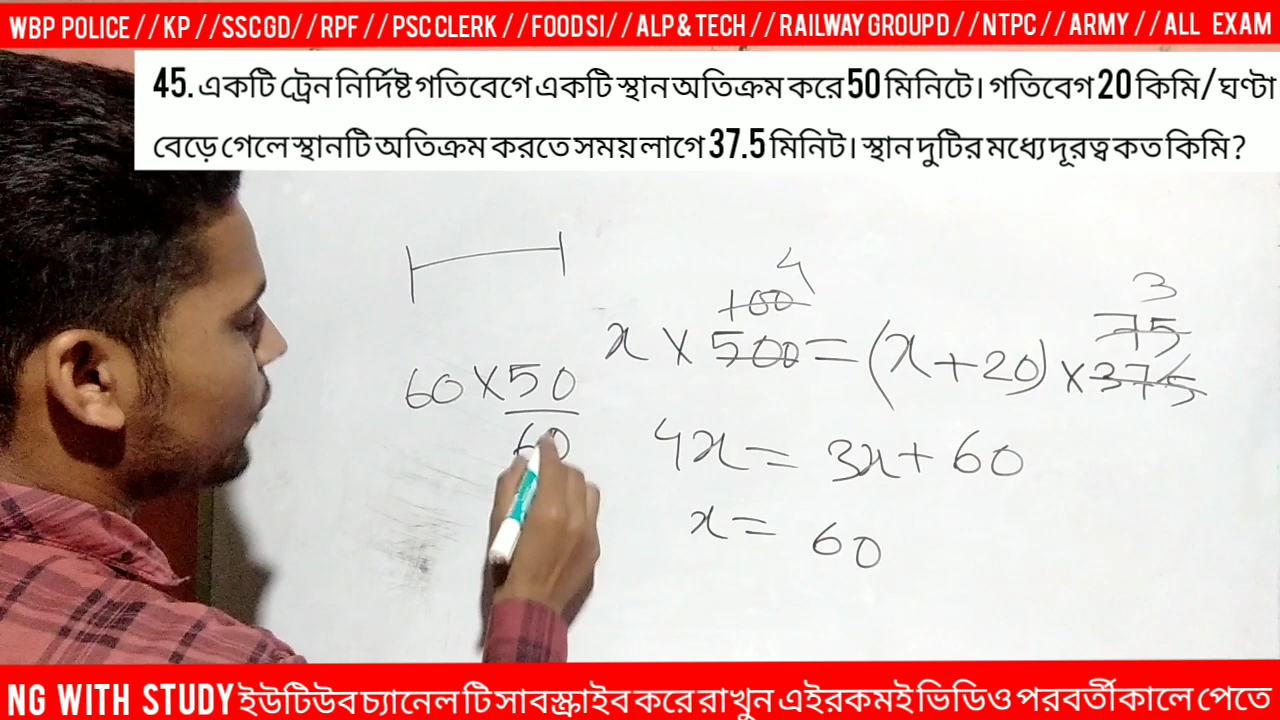 WBP POLICE // KP // SSC GD // RPF // PSC CLERK // FOOD SI // ALP & TECH // RAILWAY GROUP D // NTPC // ARMY // ALL EXAM
45. একটি ট্রেন নির্দিষ্ট গতিবেগে একটি স্থান অতিক্রম করে 50 মিনিটে। গতিবেগ 20 কিমি/ঘণ্টা
বেড়ে গেলে স্থানটি অতিক্রম করতে সময় লাগে 37.5 মিনিট। স্থান দুটির মধ্যে দূরত্ব কত কিমি?
4
100
3
75
x × 500 = (x + 20) × 375
60 × 50
60
4x = 3x + 60
x = 60
NG WITH STUDY ইউটিউব চ্যানেল টি সাবস্ক্রাইব করে রাখুন এইরকমই ভিডিও পরবর্তীকালে পেতে